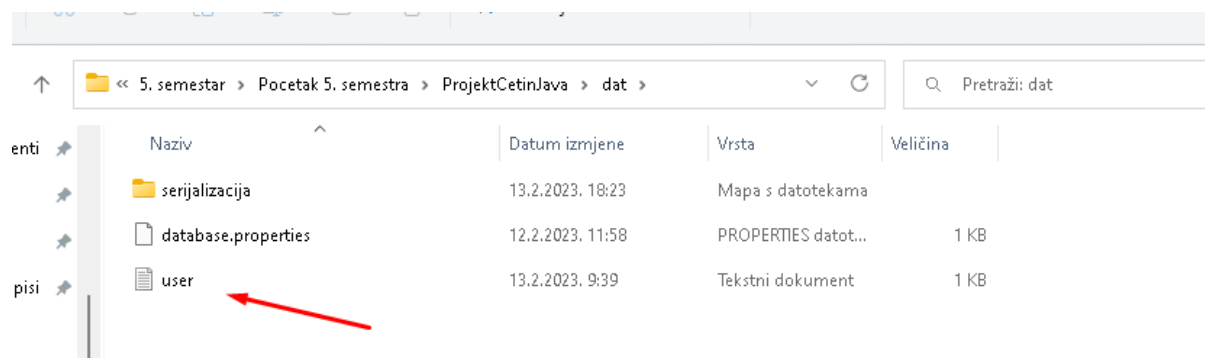 « 5. semestar > Pocetak 5. semestra > ProjektCetinJava > dat >
Pretraži: dat
Naziv Datum izmjene Vrsta Veličina
enti
serijalizacija 13.2.2023. 18:23 Mapa s datotekama
database.properties 12.2.2023. 11:58 PROPERTIES datot... 1 KB
pisi
user 13.2.2023. 9:39 Tekstni dokument 1 KB